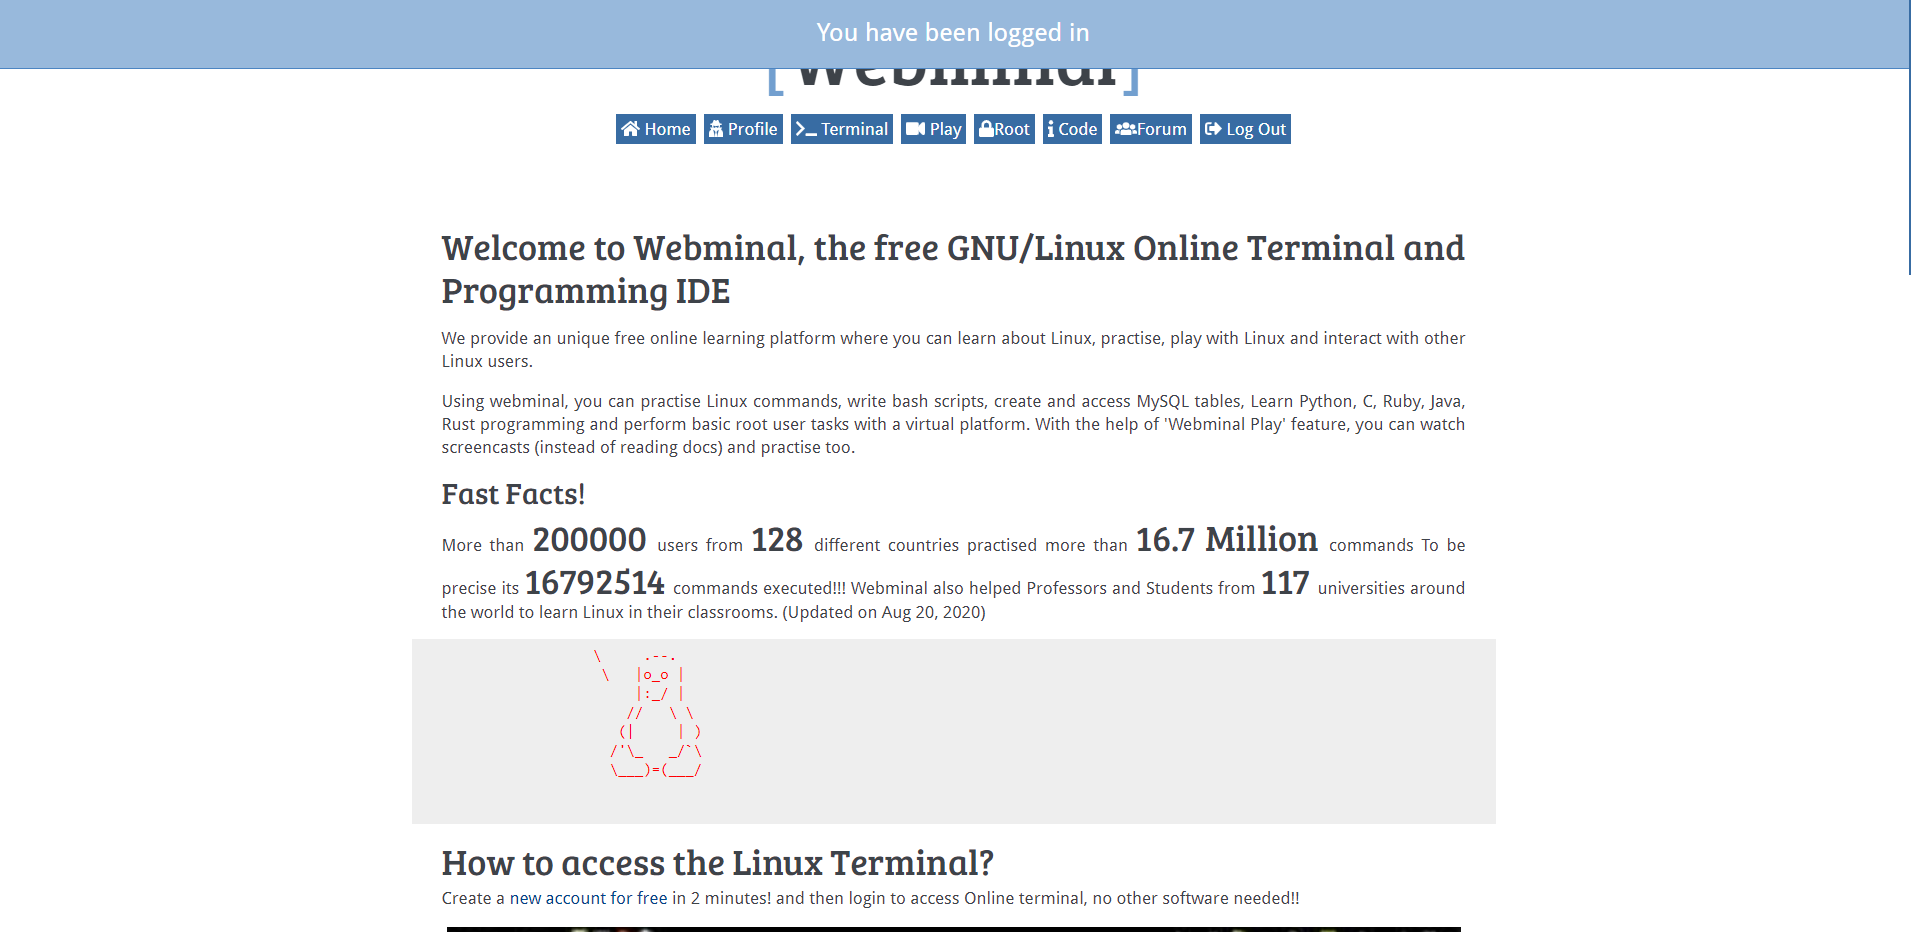 You have been logged in
[Webminal]
Home Profile Terminal Play Root Code Forum Log Out
Welcome to Webminal, the free GNU/Linux Online Terminal and
Programming IDE
We provide an unique free online learning platform where you can learn about Linux, practise, play with Linux and interact with other
Linux users.
Using webminal, you can practise Linux commands, write bash scripts, create and access MySQL tables, Learn Python, C, Ruby, Java,
Rust programming and perform basic root user tasks with a virtual platform. With the help of 'Webminal Play' feature, you can watch
screencasts (instead of reading docs) and practise too.
Fast Facts!
More than 200000 users from 128 different countries practised more than 16.7 Million commands To be
precise its 16792514 commands executed!!! Webminal also helped Professors and Students from 117 universities around
the world to learn Linux in their classrooms. (Updated on Aug 20, 2020)
\     .--.
 \   |o_o |
     |:_/ |
    //   \ \
   (|     | )
  /'\_   _/`\
  \___)=(___/
How to access the Linux Terminal?
Create a new account for free in 2 minutes! and then login to access Online terminal, no other software needed!!